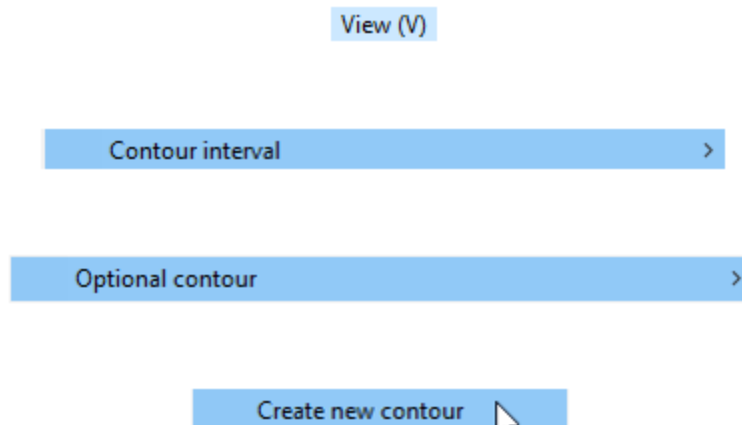 View (V)
Contour interval
Optional contour
Create new contour